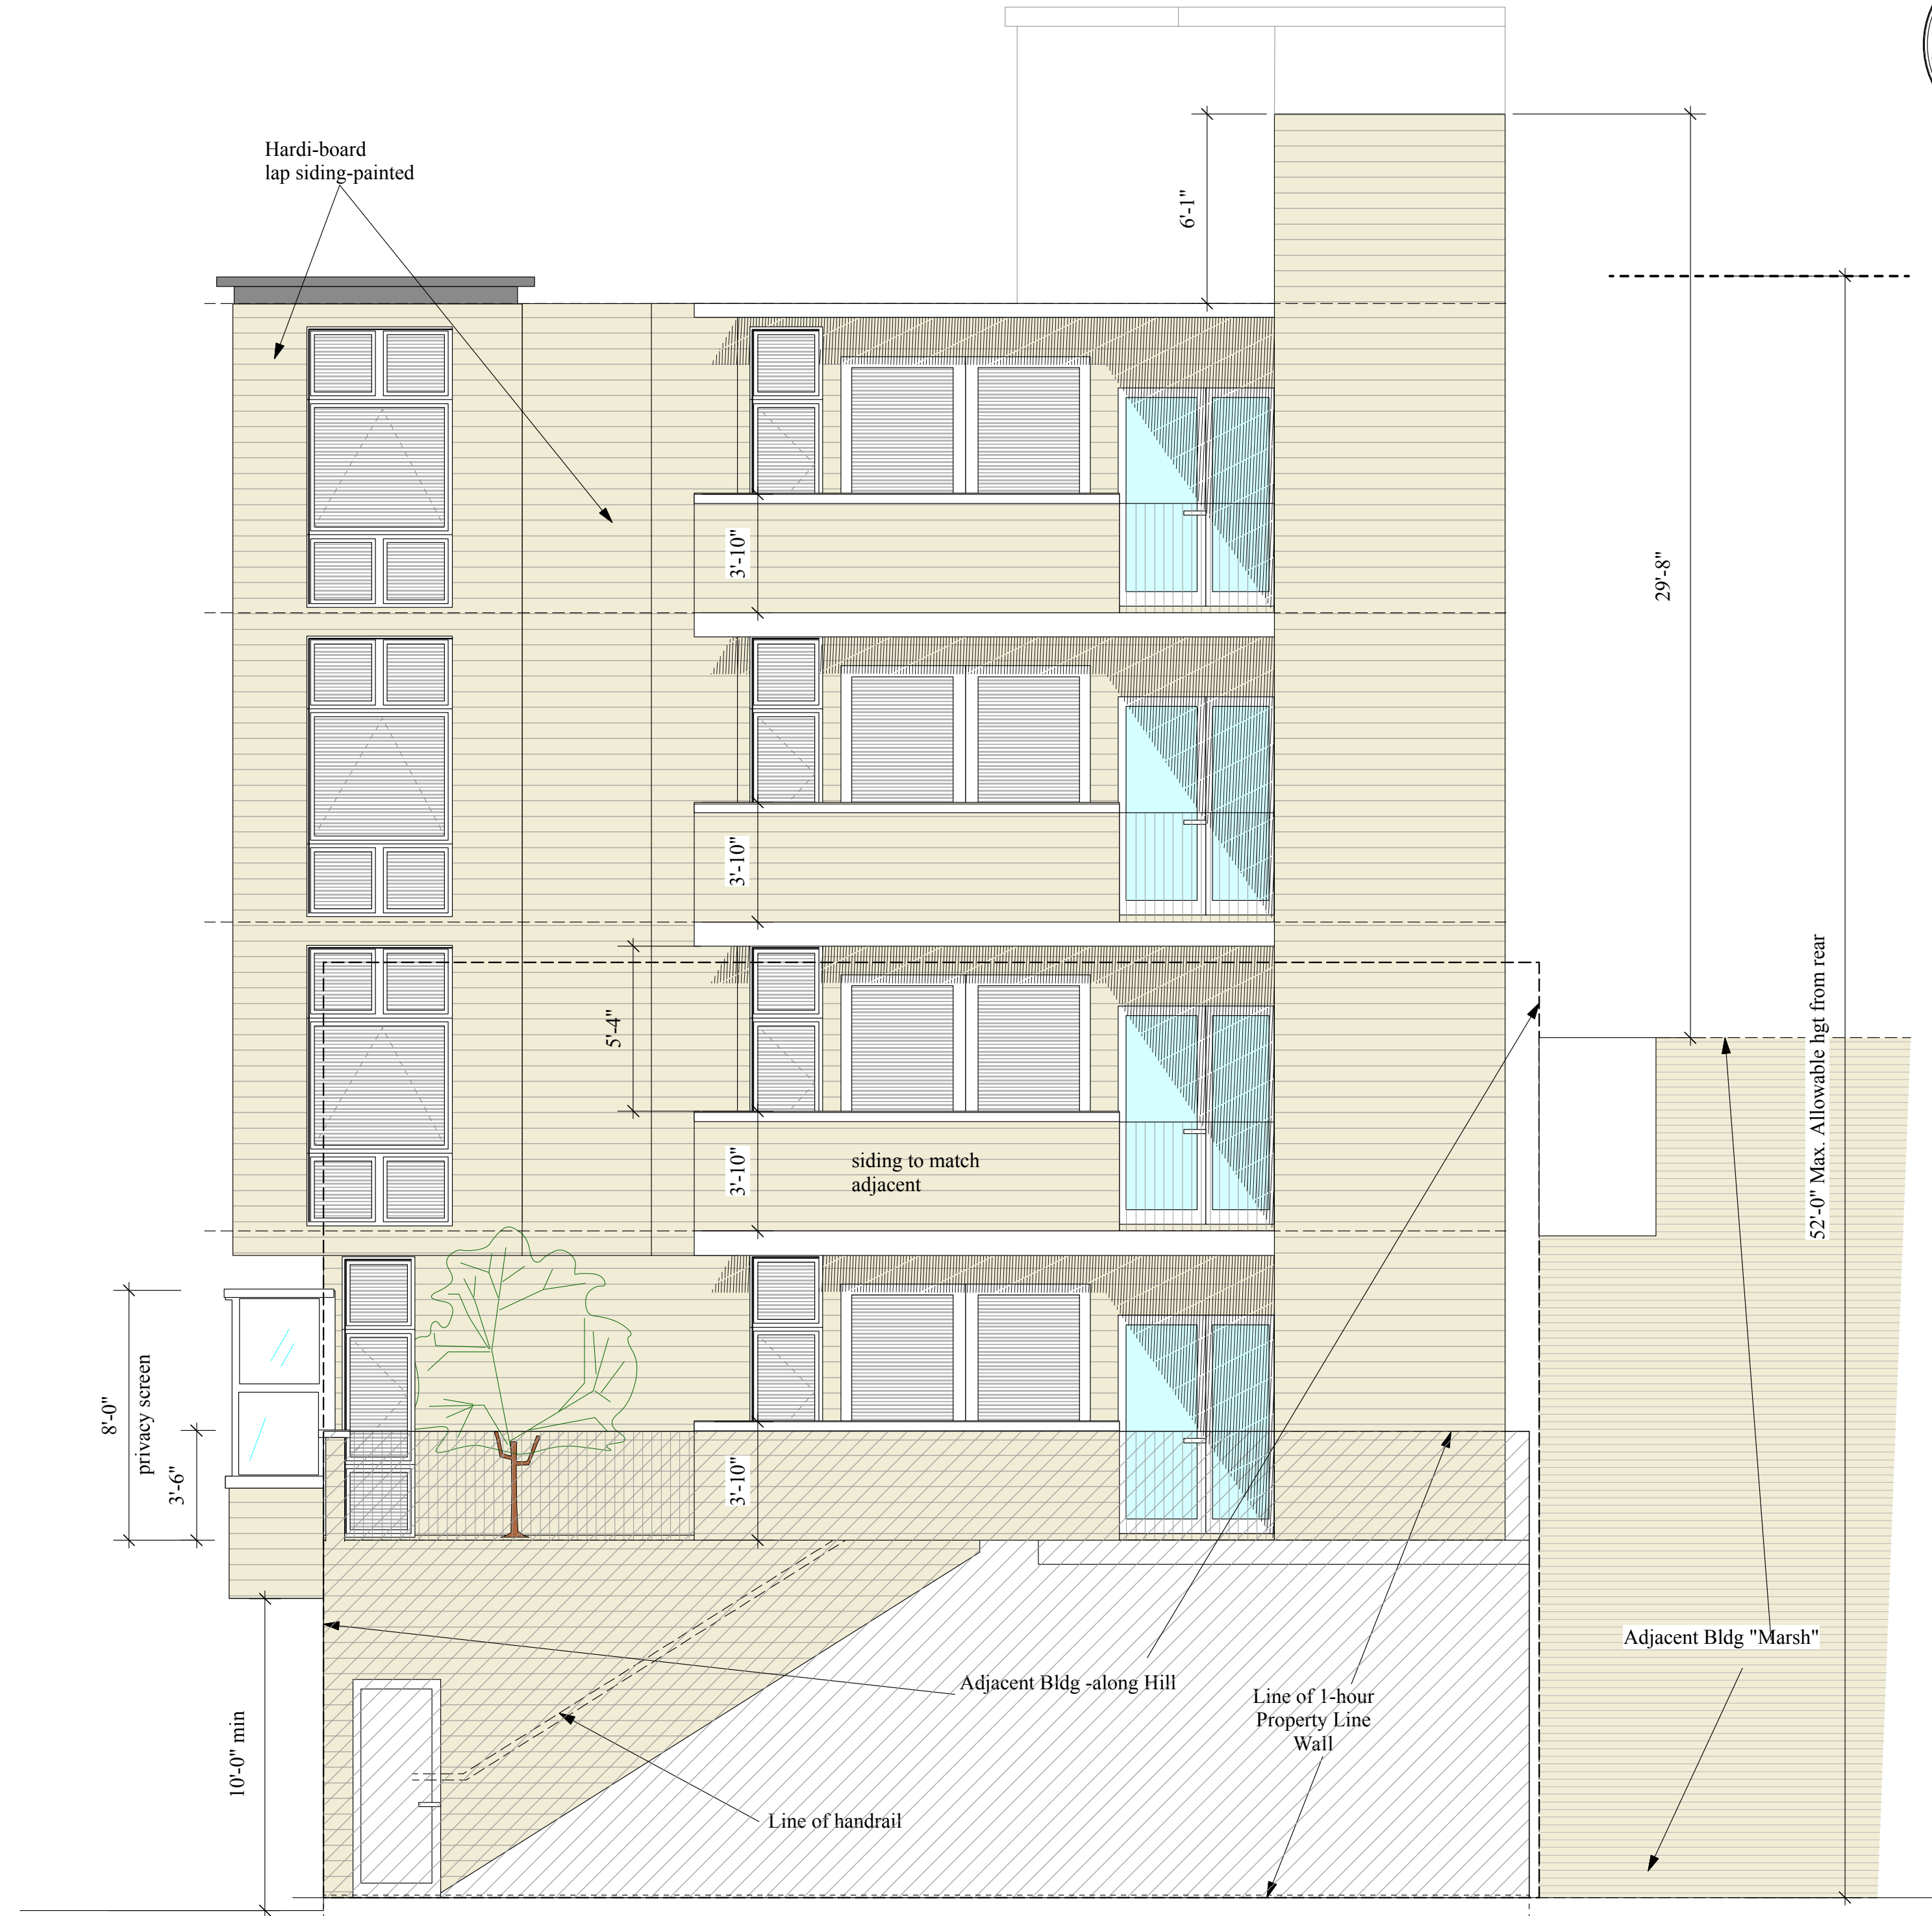 Hardi-board
lap siding-painted
6'-1"
29'-8"
3'-10"
3'-10"
5'-4"
3'-10"
siding to match
adjacent
52'-0" Max. Allowable hgt from rear
8'-0"
privacy screen
3'-6"
3'-10"
Adjacent Bldg "Marsh"
Adjacent Bldg -along Hill
Line of 1-hour
Property Line
Wall
10'-0" min
Line of handrail